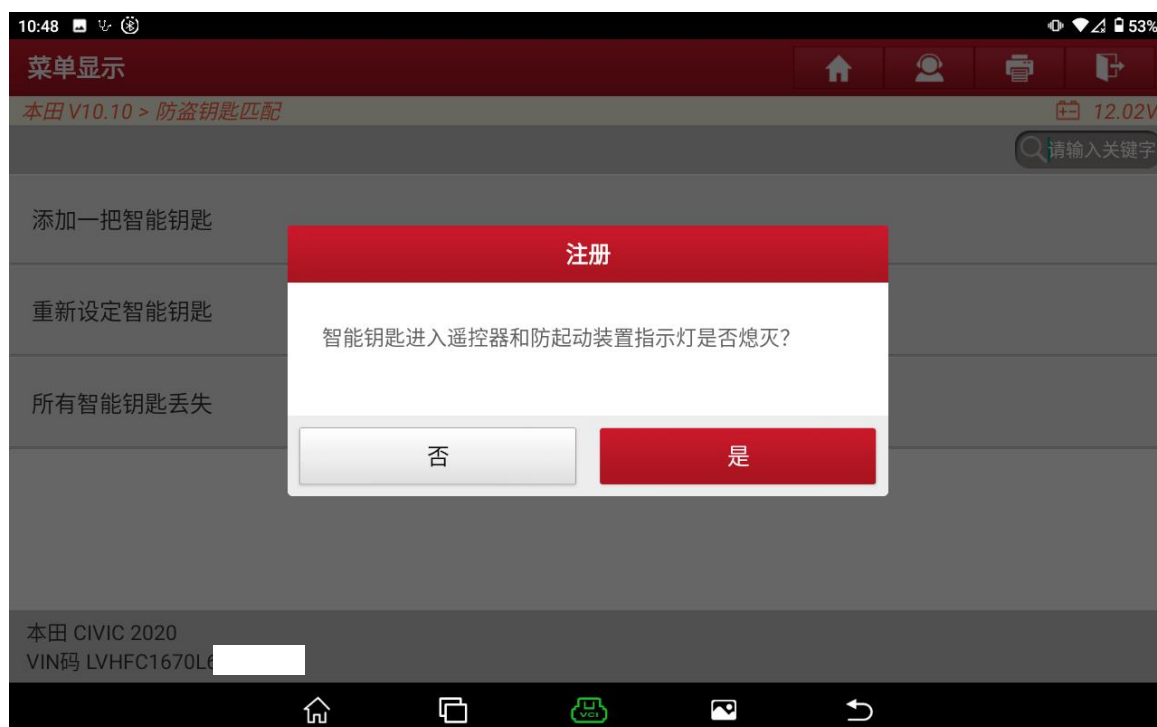 10:48 53%
菜单显示
本田 V10.10 > 防盗钥匙匹配 12.02V
请输入关键字
添加一把智能钥匙
注册
重新设定智能钥匙
智能钥匙进入遥控器和防起动装置指示灯是否熄灭?
所有智能钥匙丢失
否 是
本田 CIVIC 2020
VIN码 LVHFC1670L6
VCI